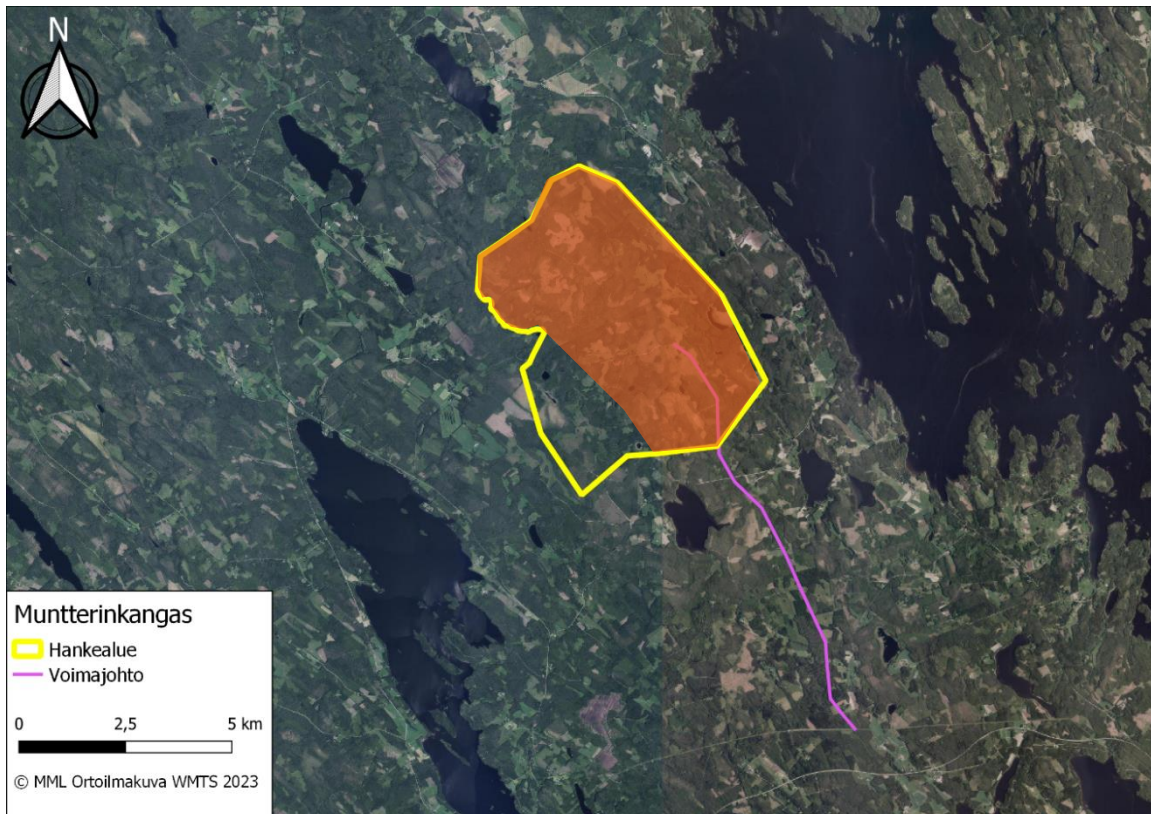 N
Muntterinkangas
Hankealue
Voimajohto
0 2,5 5 km
© MML Ortoilmakuva WMTS 2023